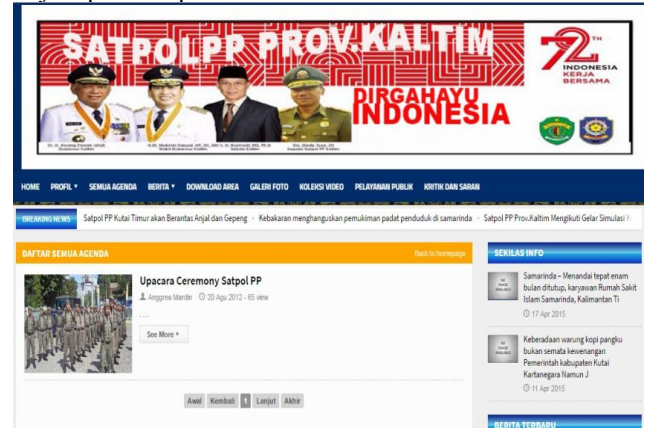 SATPOLPP PROV.KALTIM
72 TH
INDONESIA
KERJA
BERSAMA
DIRGAHAYU
INDONESIA
HOME PROFIL SEMUA AGENDA BERITA DOWNLOAD AREA GALERI FOTO KOLEKSI VIDEO PELAYANAN PUBLIK KRITIK DAN SARAN
BREAKING NEWS Satpol PP Kutai Timur akan Berantas Anjal dan Gepeng Kebakaran menghanguskan pemukiman padat penduduk di samarinda Satpol PP Prov.Kaltim Mengikuti Gelar Simulasi
DAFTAR SEMUA AGENDA Back to homepage
Upacara Ceremony Satpol PP
Anggrea Mardin 20 Agu 2012 - 65 view
...
See More
Awal Kembali 1 Lanjut Akhir
SEKILAS INFO
Samarinda – Menandai tepat enam
bulan ditutup, karyawan Rumah Sakit
Islam Samarinda, Kalimantan Ti
17 Apr 2015
Keberadaan warung kopi pangku
bukan semata kewenangan
Pemerintah kabupaten Kutai
Kartanegara Namun J
11 Apr 2015
BERITA TERBARU